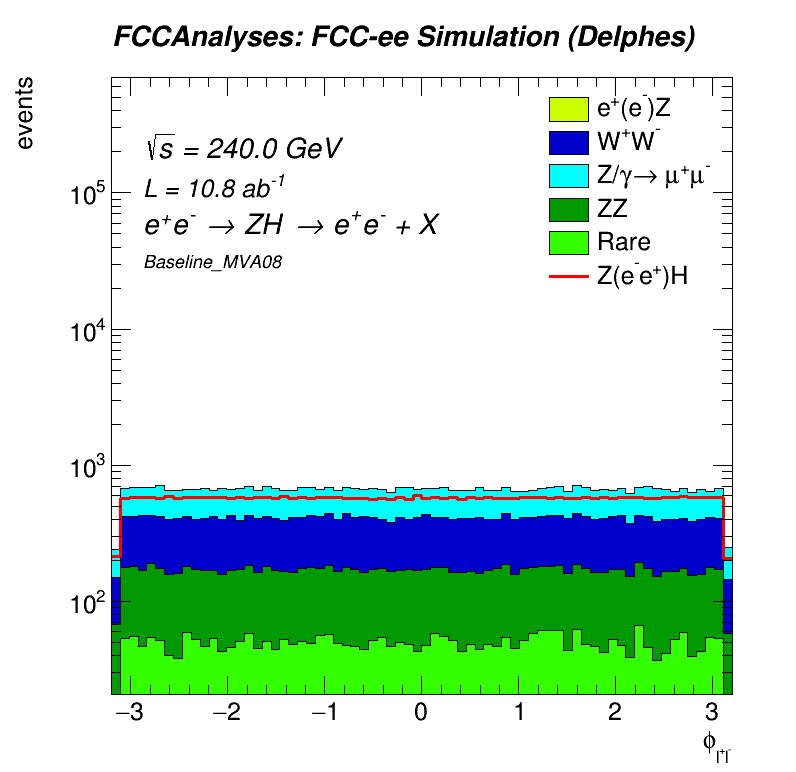 FCCAnalyses: FCC-ee Simulation (Delphes)
events
√s = 240.0 GeV
L = 10.8 ab⁻¹
e⁺e⁻ → ZH → e⁺e⁻ + X
Baseline_MVA08
e⁺(e⁻)Z
W⁺W⁻
Z/γ→ μ⁺μ⁻
ZZ
Rare
Z(e⁻e⁺)H
10⁵
10⁴
10³
10²
−3 −2 −1 0 1 2 3
ϕ_l⁺l⁻